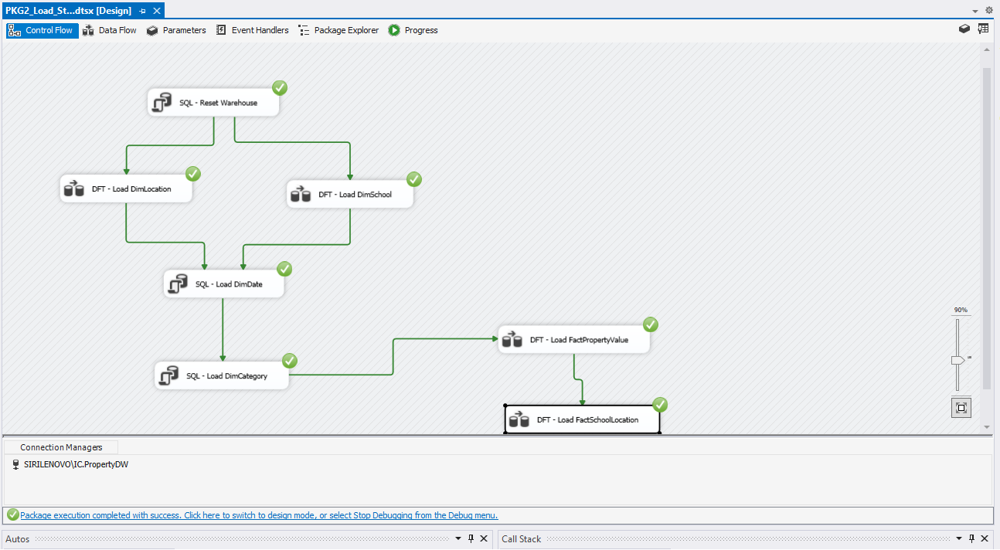 PKG2_Load_St...dtsx [Design]
Control Flow
Data Flow
Parameters
Event Handlers
Package Explorer
Progress
SQL - Reset Warehouse
DFT - Load DimLocation
DFT - Load DimSchool
SQL - Load DimDate
SQL - Load DimCategory
DFT - Load FactPropertyValue
DFT - Load FactSchoolLocation
90%
Connection Managers
SIRILENOVO\IC.PropertyDW
Package execution completed with success. Click here to switch to design mode, or select Stop Debugging from the Debug menu.
Autos
Call Stack